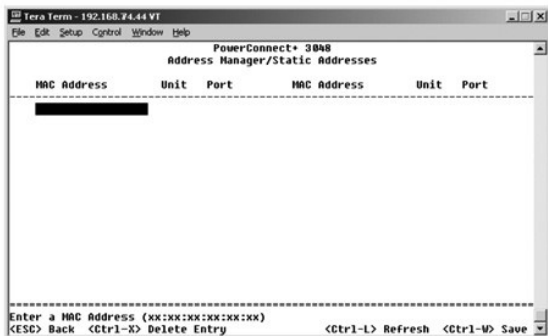 Tera Term - 192.168.74.44 VT
File Edit Setup Control Window Help
PowerConnect+ 3048
Address Manager/Static Addresses
MAC Address Unit Port MAC Address Unit Port
Enter a MAC Address (xx:xx:xx:xx:xx:xx)
<ESC> Back <Ctrl-X> Delete Entry <Ctrl-L> Refresh <Ctrl-W> Save